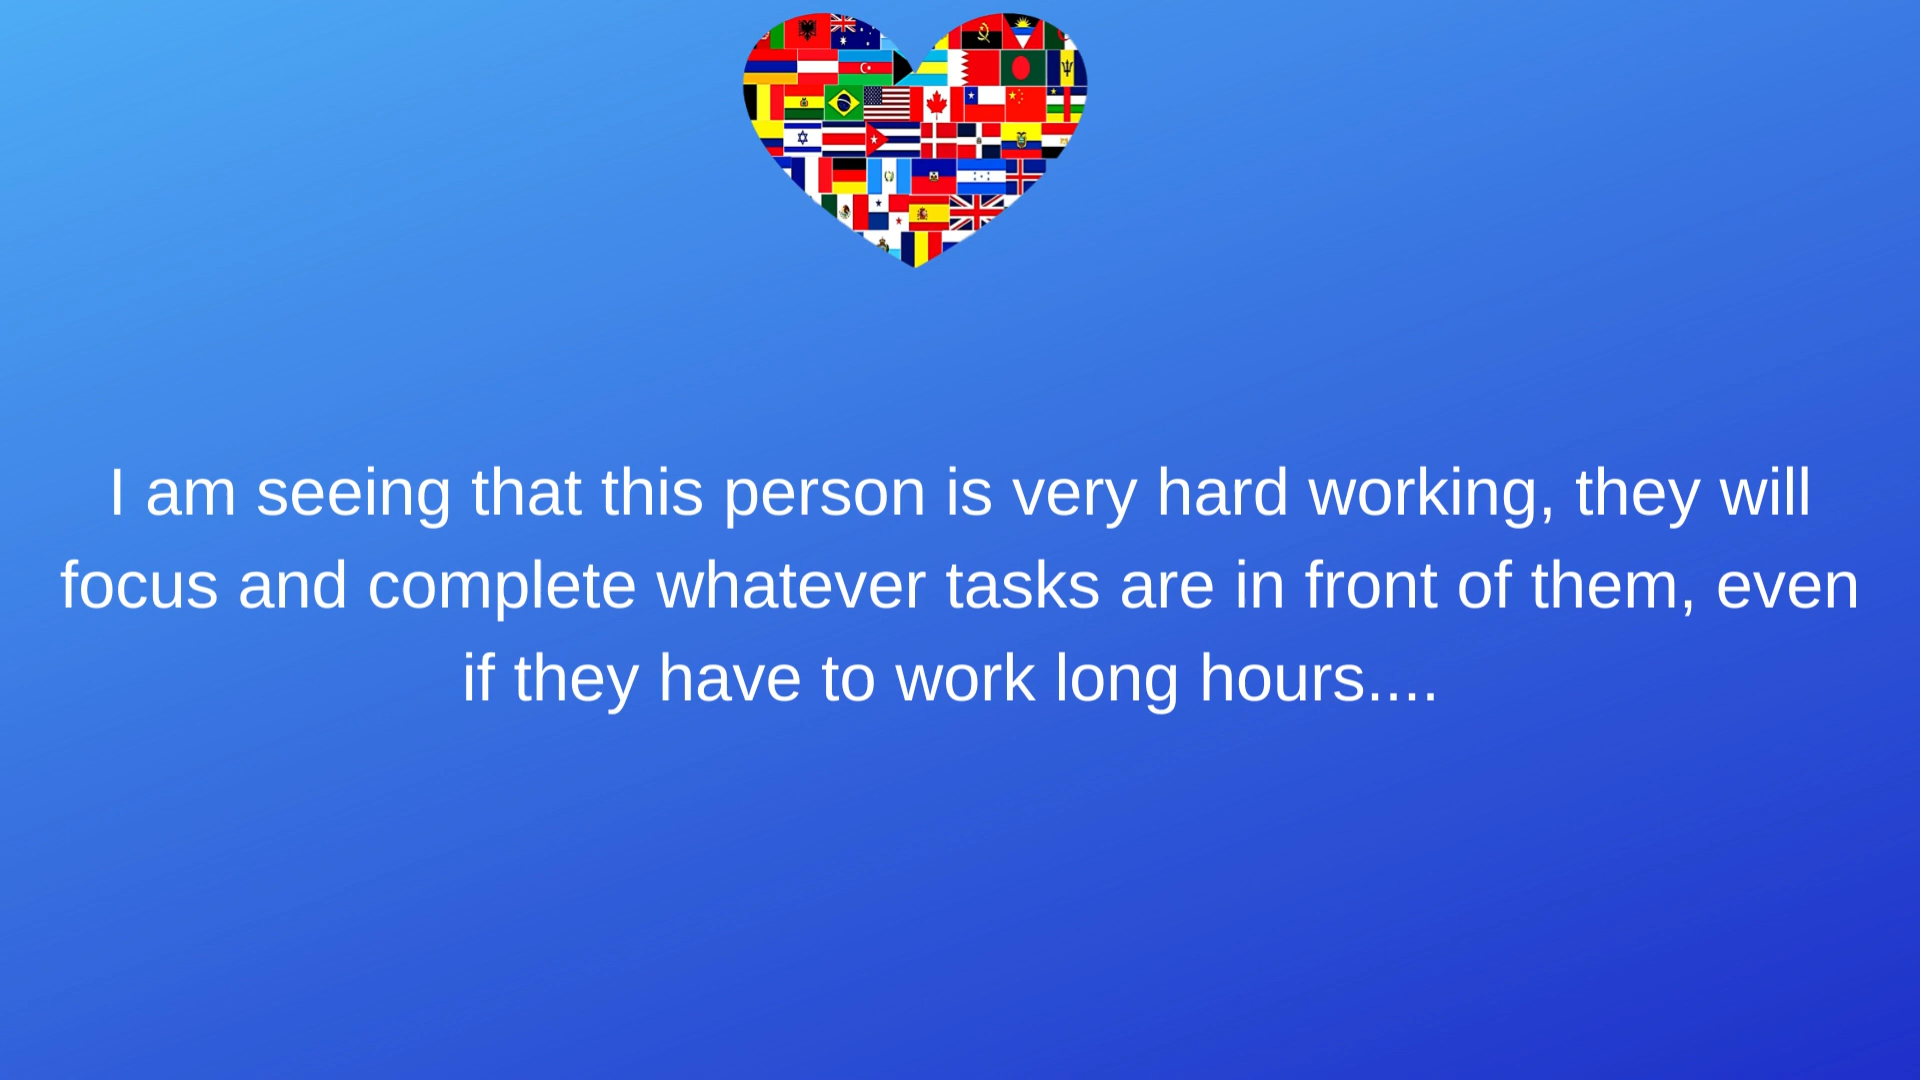 I am seeing that this person is very hard working, they will
focus and complete whatever tasks are in front of them, even
if they have to work long hours....